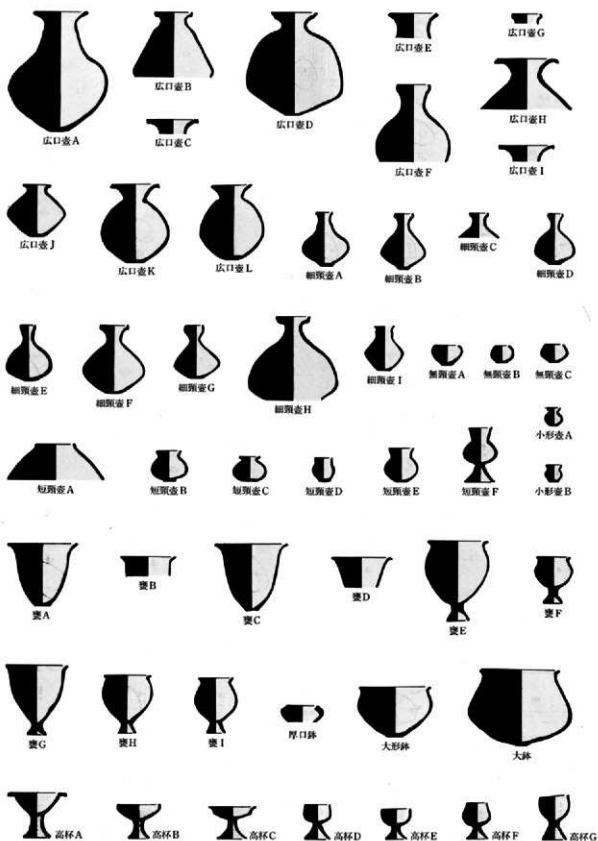 広口壺A
広口壺B
広口壺C
広口壺D
広口壺E
広口壺F
広口壺G
広口壺H
広口壺I
広口壺J
広口壺K
広口壺L
細頸壺A
細頸壺B
細頸壺C
細頸壺D
細頸壺E
細頸壺F
細頸壺G
細頸壺H
細頸壺I
無頸壺A
無頸壺B
無頸壺C
小形壺A
短頸壺A
短頸壺B
短頸壺C
短頸壺D
短頸壺E
短頸壺F
小形壺B
甕A
甕B
甕C
甕D
甕E
甕F
甕G
甕H
甕I
厚口鉢
大形鉢
大鉢
高杯A
高杯B
高杯C
高杯D
高杯E
高杯F
高杯G